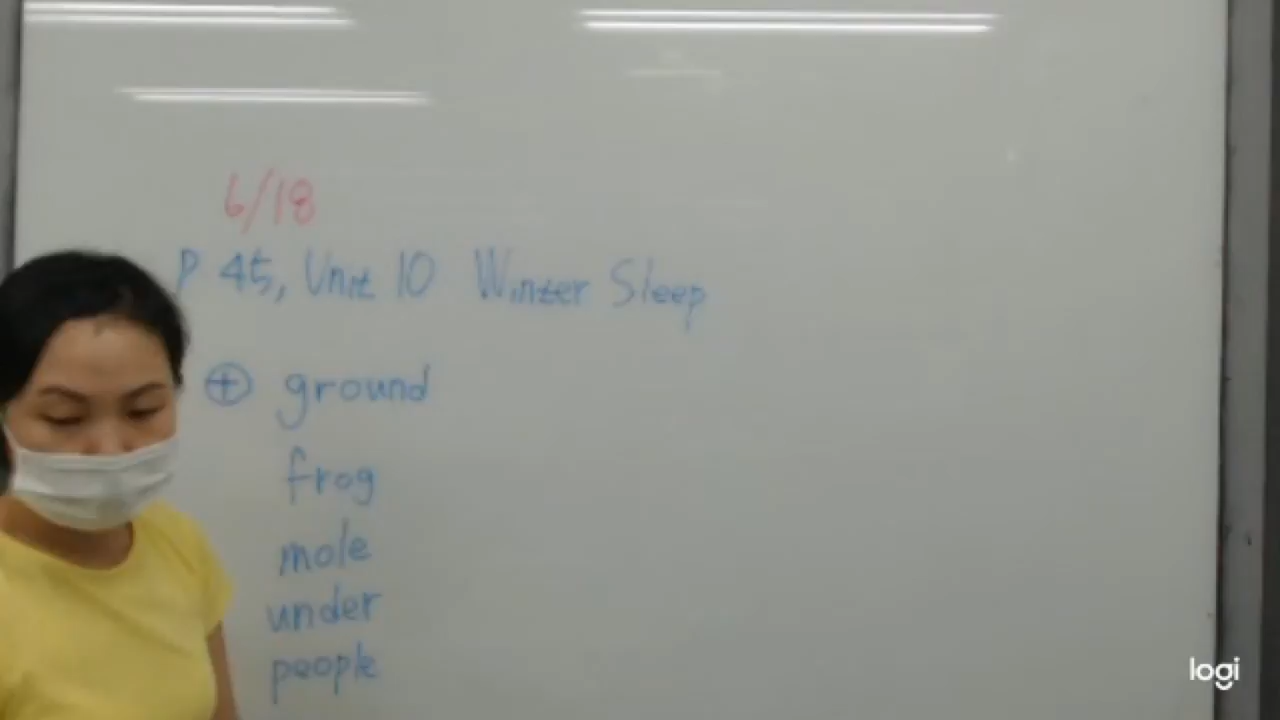 6/18
P 45, Unit 10 Winter Sleep
⊕ ground
frog
mole
under
people
logi